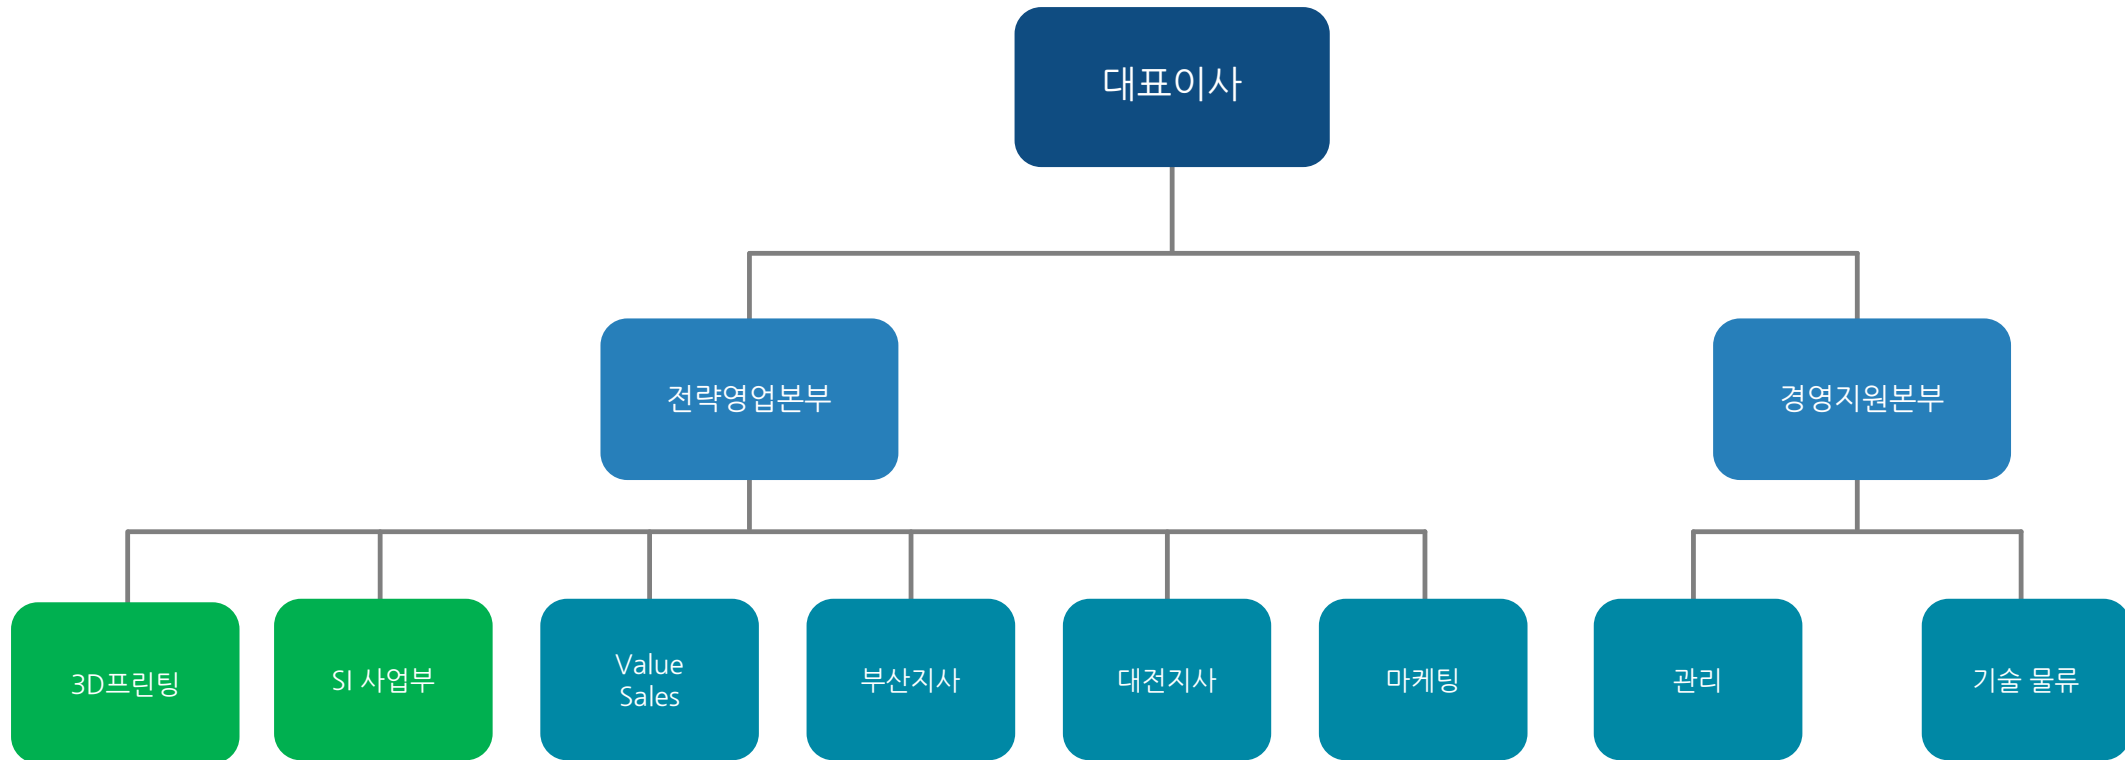 대표이사
전략영업본부
경영지원본부
3D프린팅
SI 사업부
Value
Sales
부산지사
대전지사
마케팅
관리
기술 물류